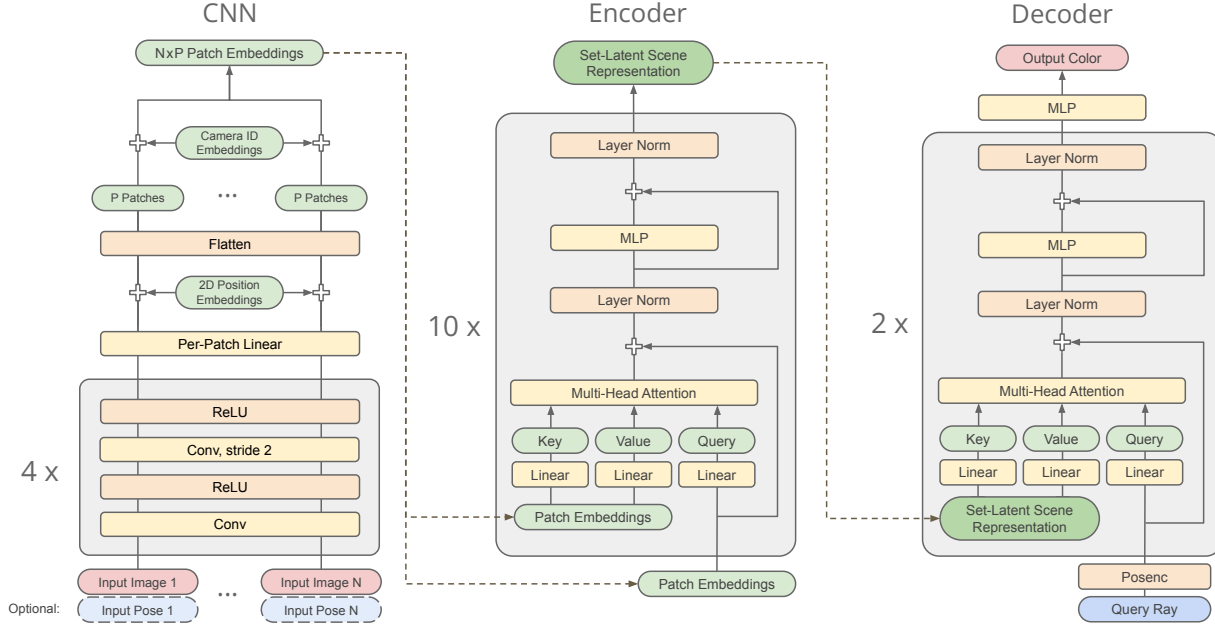 CNN
NxP Patch Embeddings
Camera ID
Embeddings
P Patches
...
P Patches
Flatten
2D Position
Embeddings
Per-Patch Linear
4 x
ReLU
Conv, stride 2
ReLU
Conv
Input Image 1
...
Input Image N
Optional:
Input Pose 1
Input Pose N
Encoder
Set-Latent Scene
Representation
10 x
Layer Norm
MLP
Layer Norm
Multi-Head Attention
Key
Value
Query
Linear
Linear
Linear
Patch Embeddings
Patch Embeddings
Decoder
Output Color
MLP
2 x
Layer Norm
MLP
Layer Norm
Multi-Head Attention
Key
Value
Query
Linear
Linear
Linear
Set-Latent Scene
Representation
Posenc
Query Ray